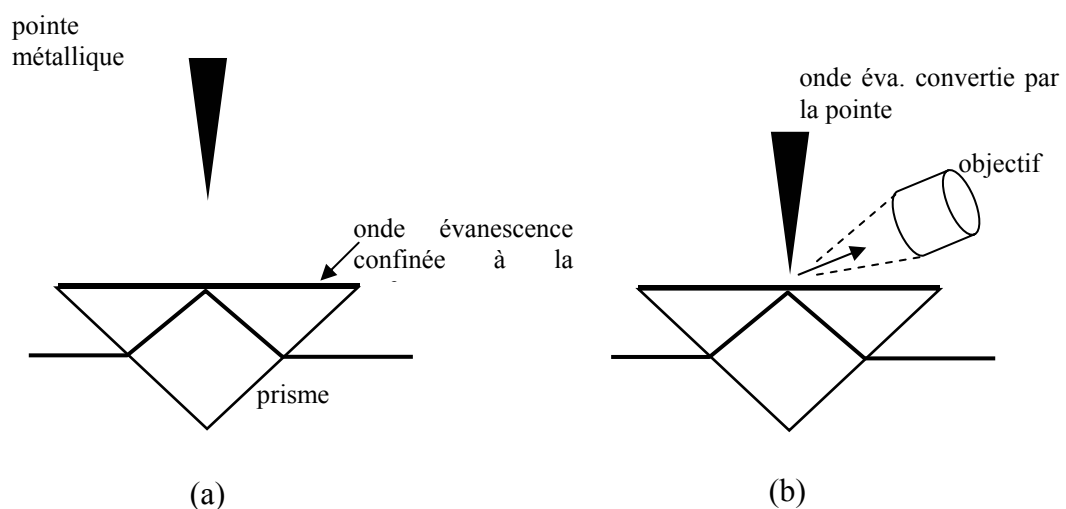 pointe
métallique
onde évanescence
confinée à la
prisme
(a)
onde éva. convertie par
la pointe
objectif
(b)